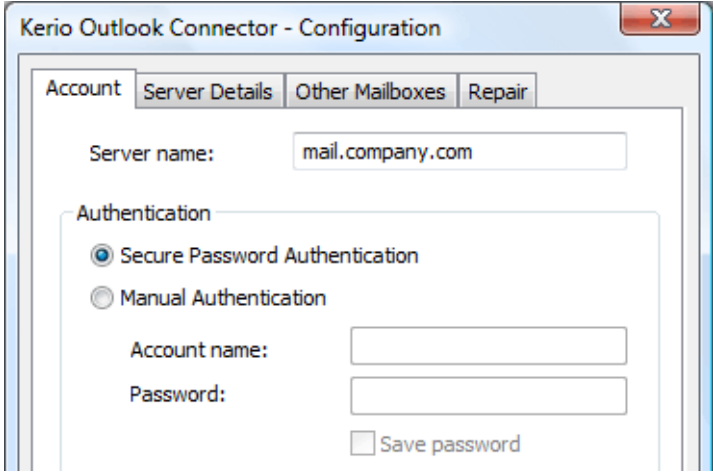 Kerio Outlook Connector - Configuration
Account Server Details Other Mailboxes Repair
Server name: mail.company.com
Authentication
Secure Password Authentication
Manual Authentication
Account name:
Password:
Save password